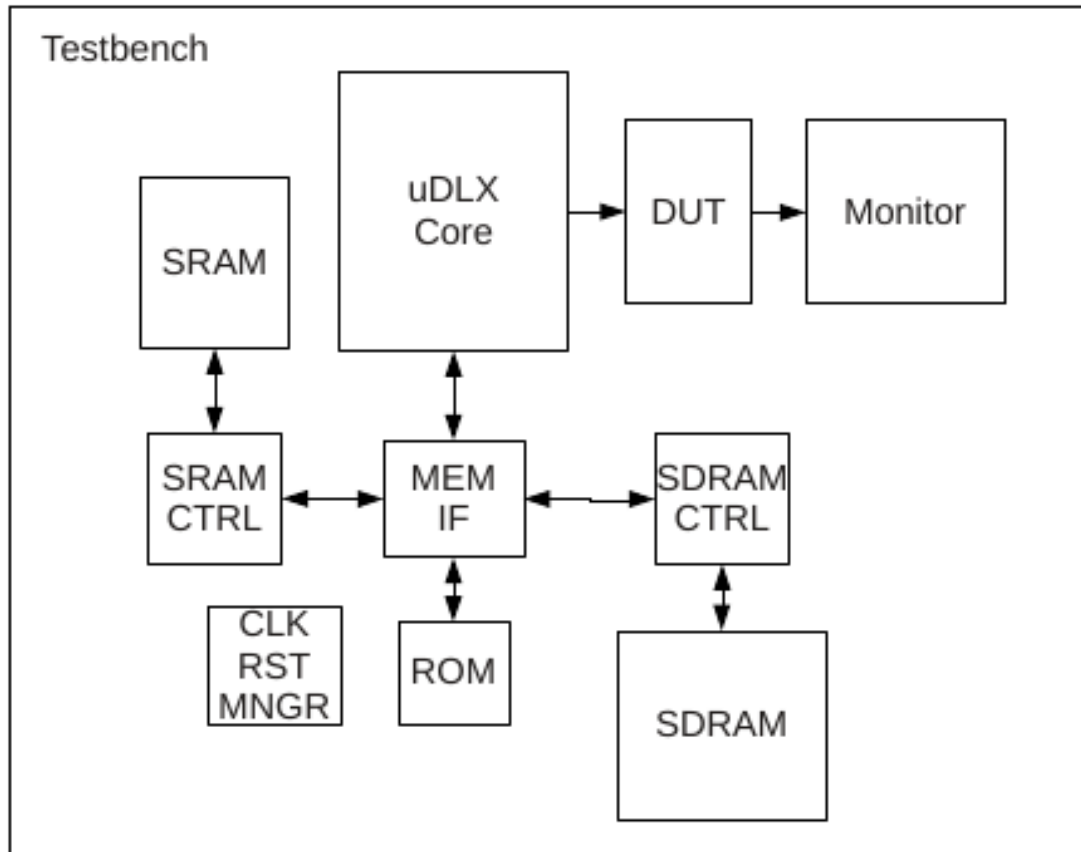 Testbench
uDLX
Core
DUT
Monitor
SRAM
SRAM
CTRL
MEM
IF
SDRAM
CTRL
CLK
RST
MNGR
ROM
SDRAM